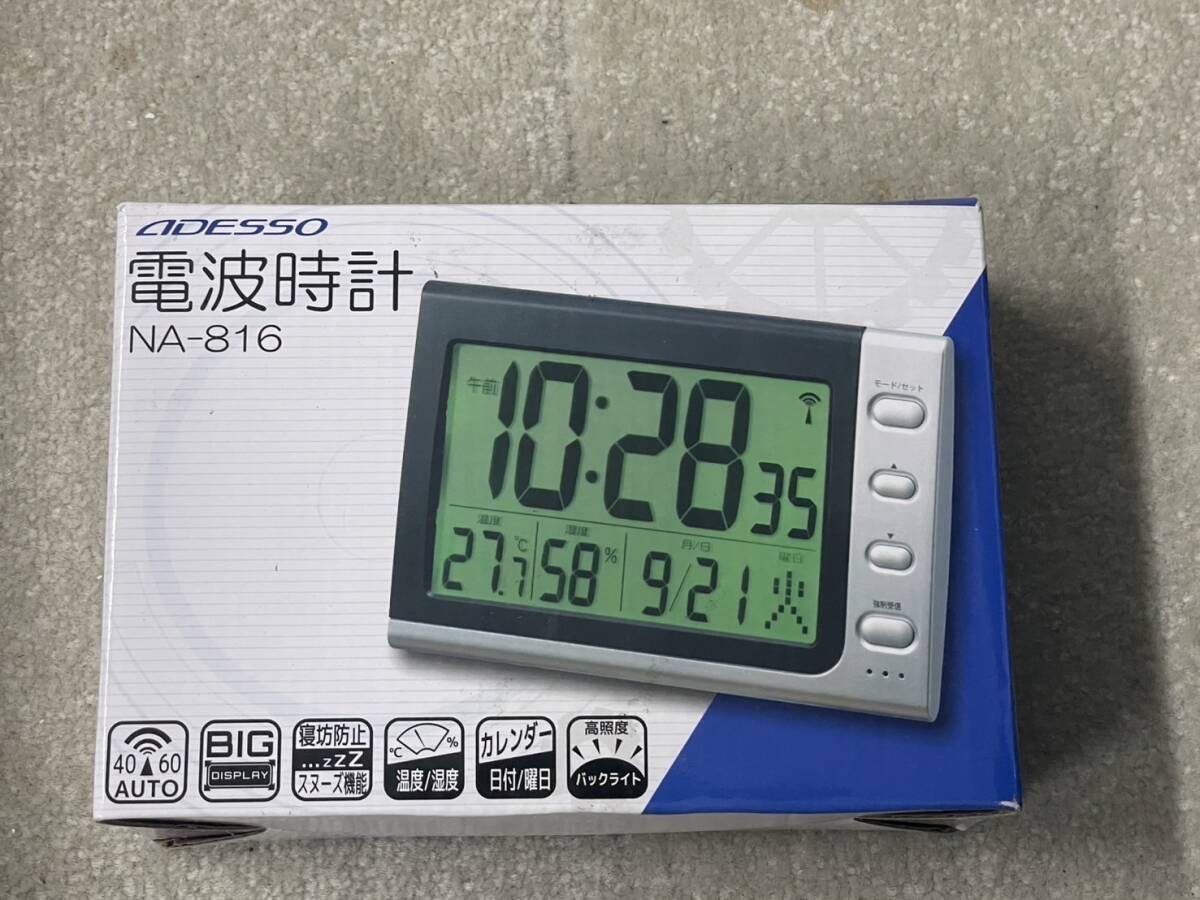 ADESSO
電波時計
NA-816
モード/セット
午前
10:28 35
▲
▼
温度
湿度
月/日
曜日
27.7℃
58%
9/21
火
強制受信
40 60
AUTO
BIG
DISPLAY
寝坊防止
...zZZ
スヌーズ機能
℃ %
温度/湿度
カレンダー
日付/曜日
高照度
バックライト